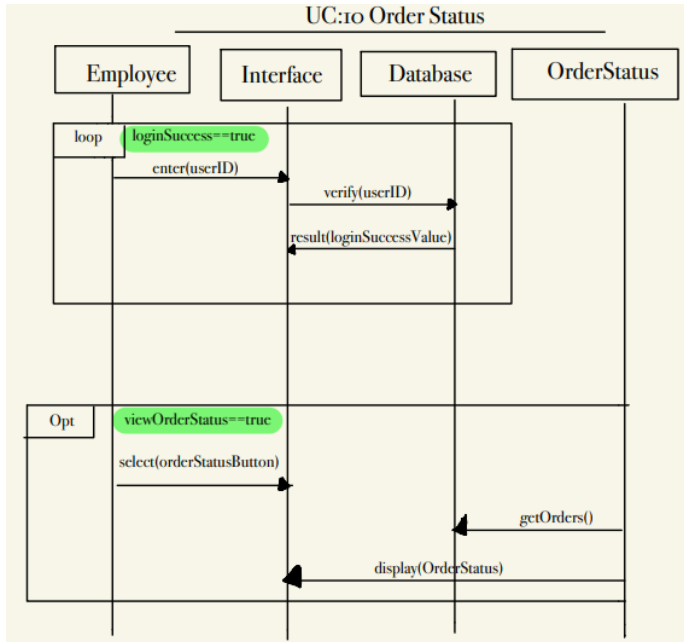 UC:10 Order Status
Employee
Interface
Database
OrderStatus
loop
loginSuccess==true
enter(userID)
verify(userID)
result(loginSuccessValue)
Opt
viewOrderStatus==true
select(orderStatusButton)
getOrders()
display(OrderStatus)